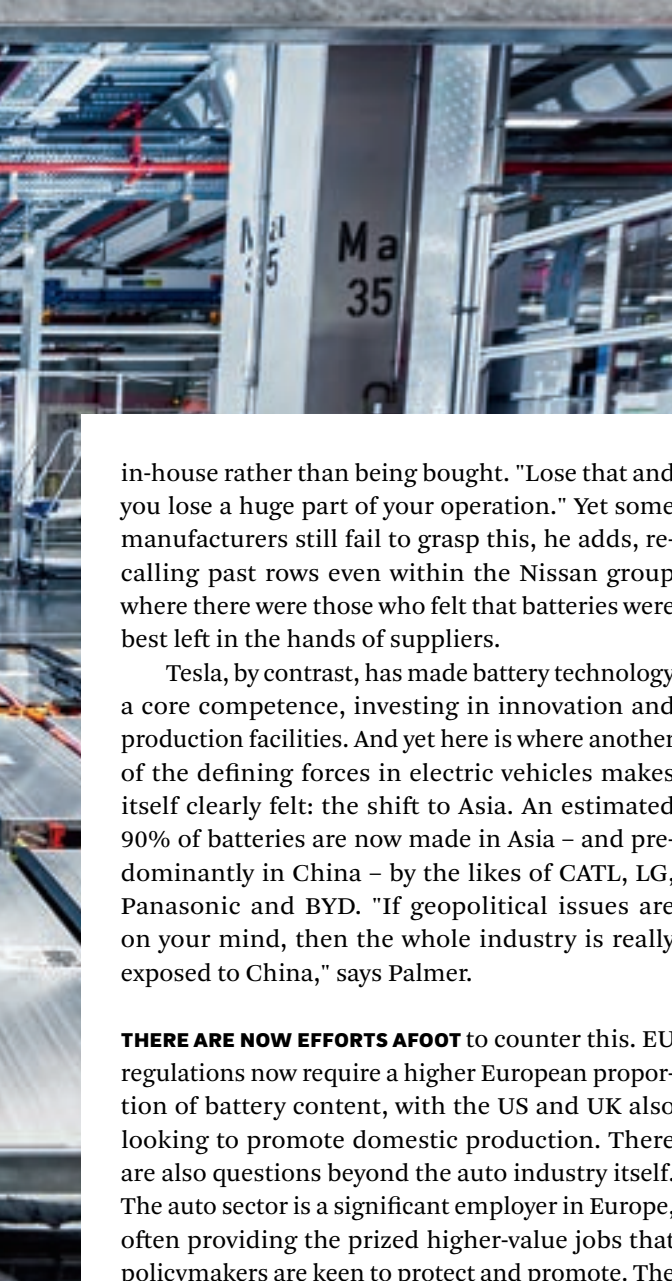 Ma
35
in-house rather than being bought. "Lose that and
you lose a huge part of your operation." Yet some
manufacturers still fail to grasp this, he adds, re-
calling past rows even within the Nissan group
where there were those who felt that batteries were
best left in the hands of suppliers.
Tesla, by contrast, has made battery technology
a core competence, investing in innovation and
production facilities. And yet here is where another
of the defining forces in electric vehicles makes
itself clearly felt: the shift to Asia. An estimated
90% of batteries are now made in Asia – and pre-
dominantly in China – by the likes of CATL, LG,
Panasonic and BYD. "If geopolitical issues are
on your mind, then the whole industry is really
exposed to China," says Palmer.
THERE ARE NOW EFFORTS AFOOT to counter this. EU
regulations now require a higher European propor-
tion of battery content, with the US and UK also
looking to promote domestic production. There
are also questions beyond the auto industry itself.
The auto sector is a significant employer in Europe,
often providing the prized higher-value jobs that
policymakers are keen to protect and promote. The